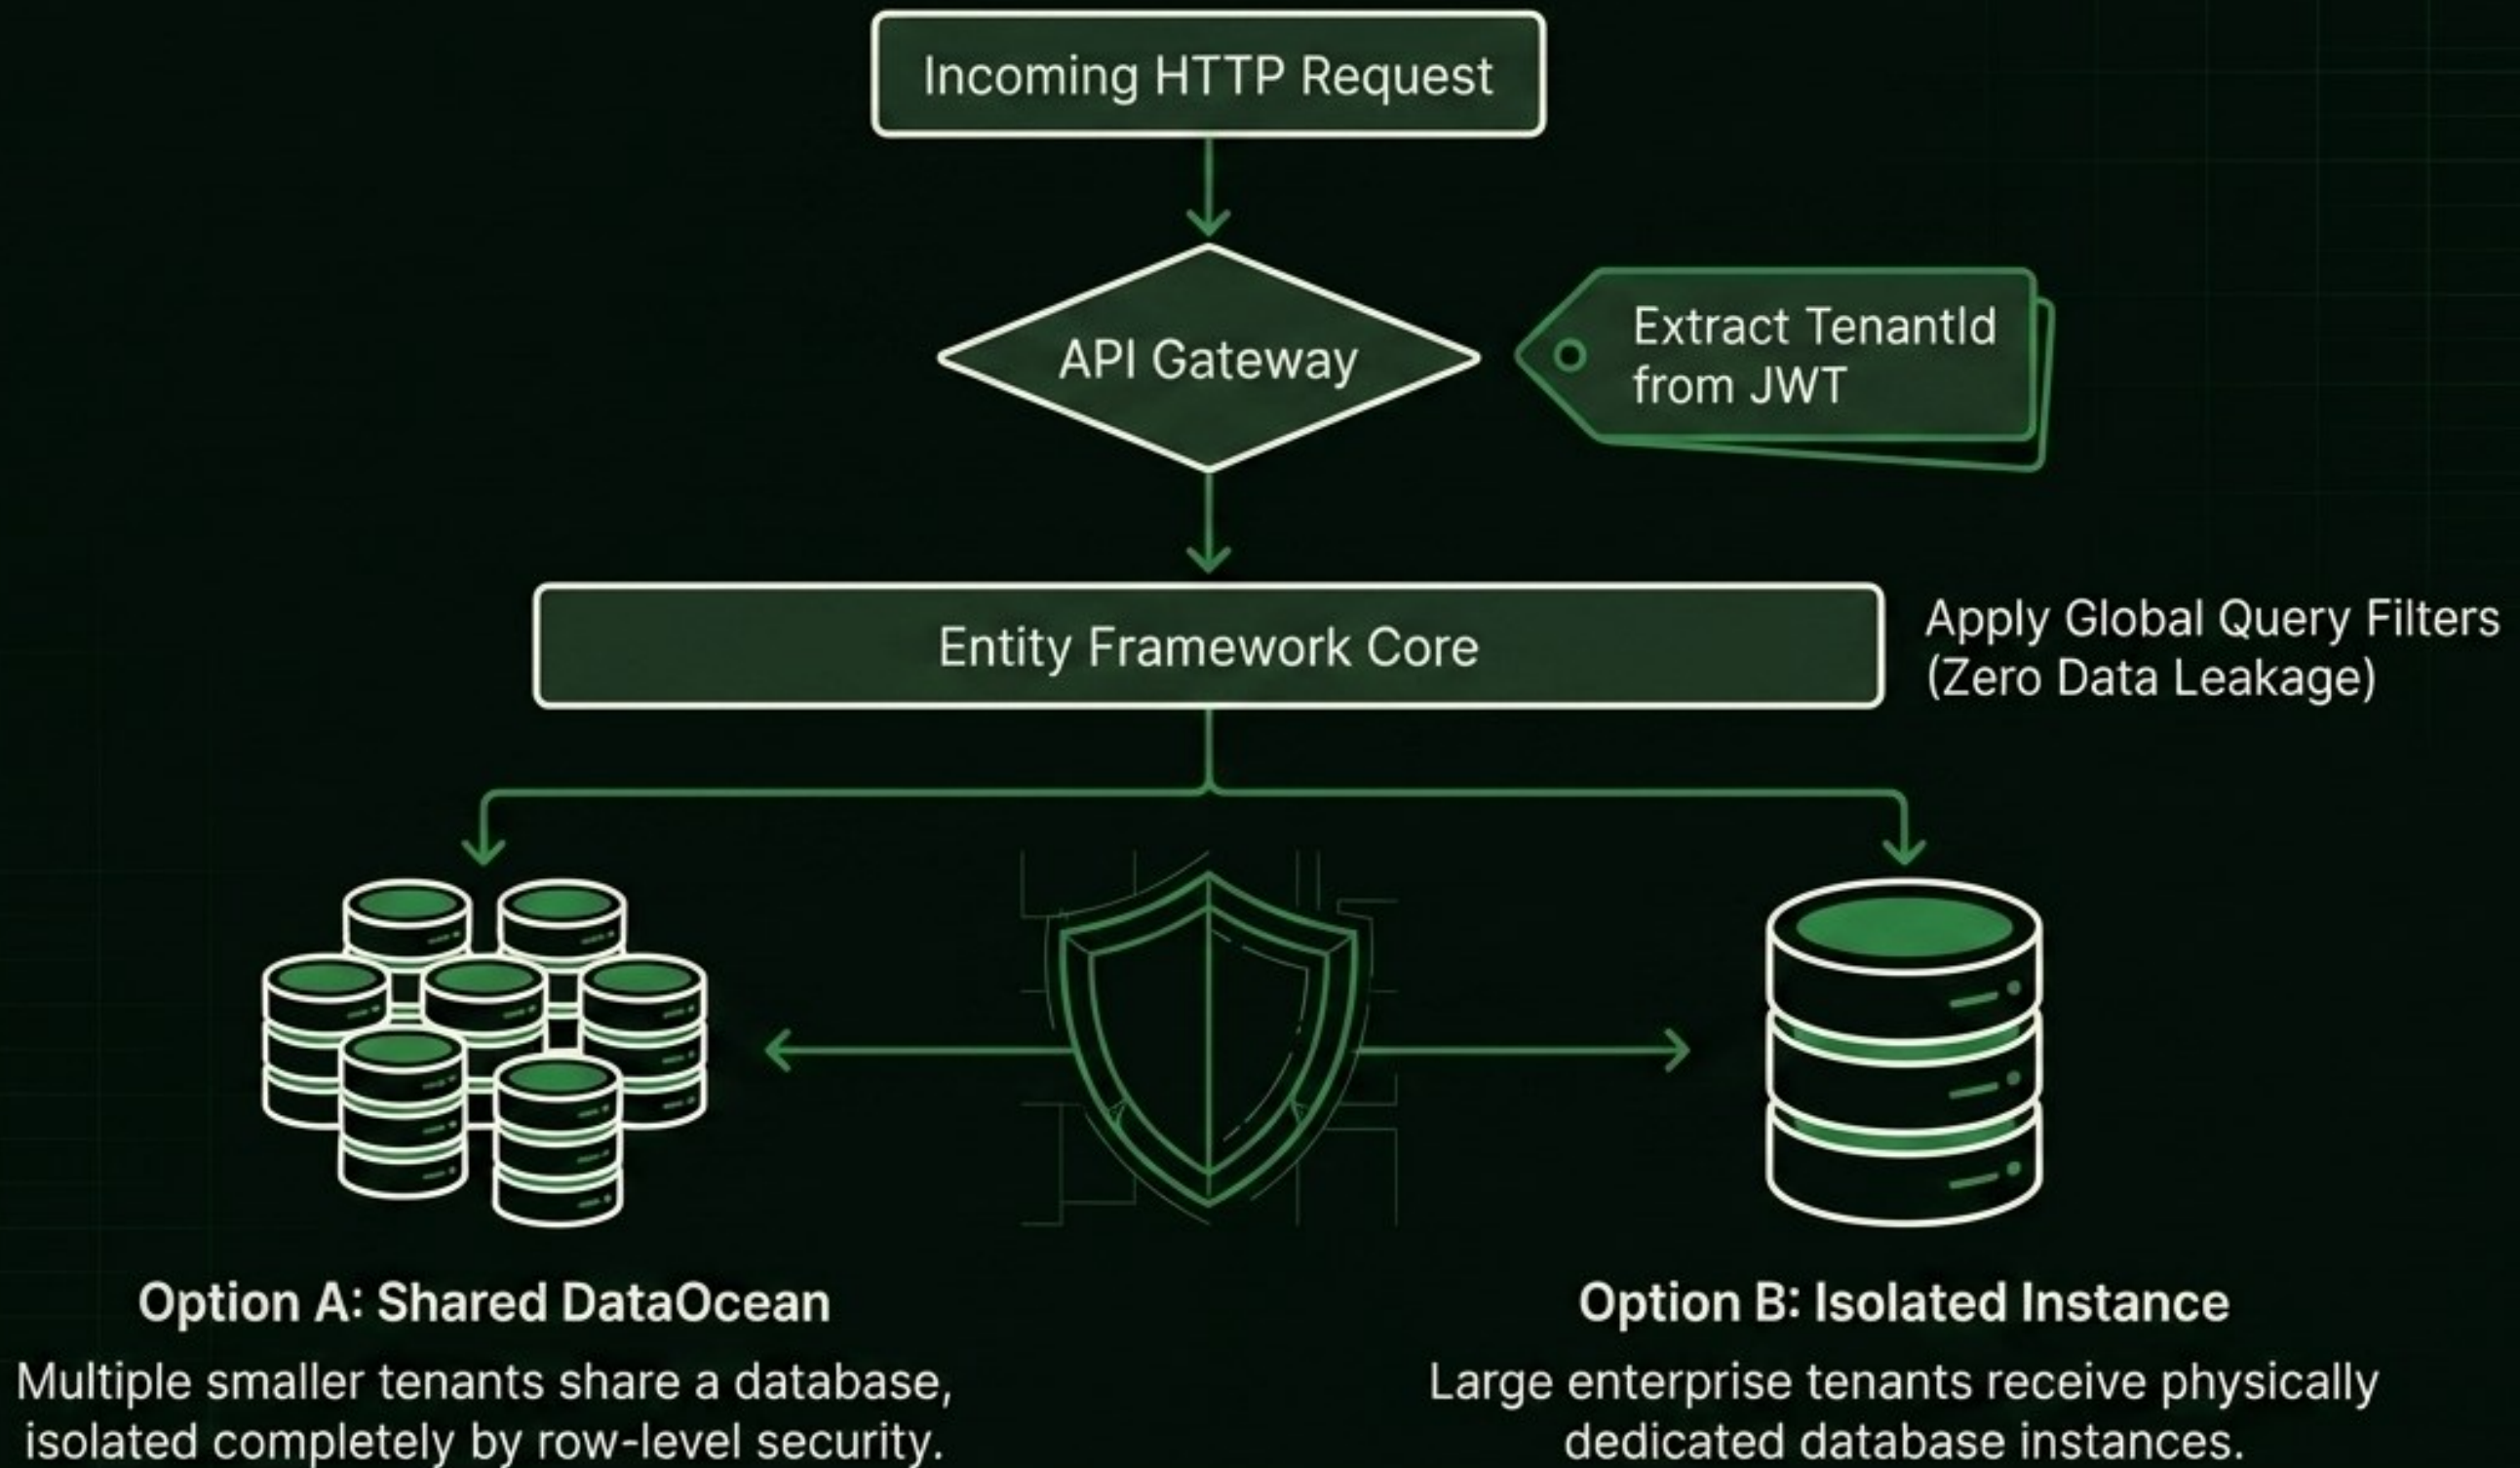 Incoming HTTP Request
API Gateway
Extract TenantId
from JWT
Entity Framework Core
Apply Global Query Filters
(Zero Data Leakage)
Option A: Shared DataOcean
Multiple smaller tenants share a database,
isolated completely by row-level security.
Option B: Isolated Instance
Large enterprise tenants receive physically
dedicated database instances.